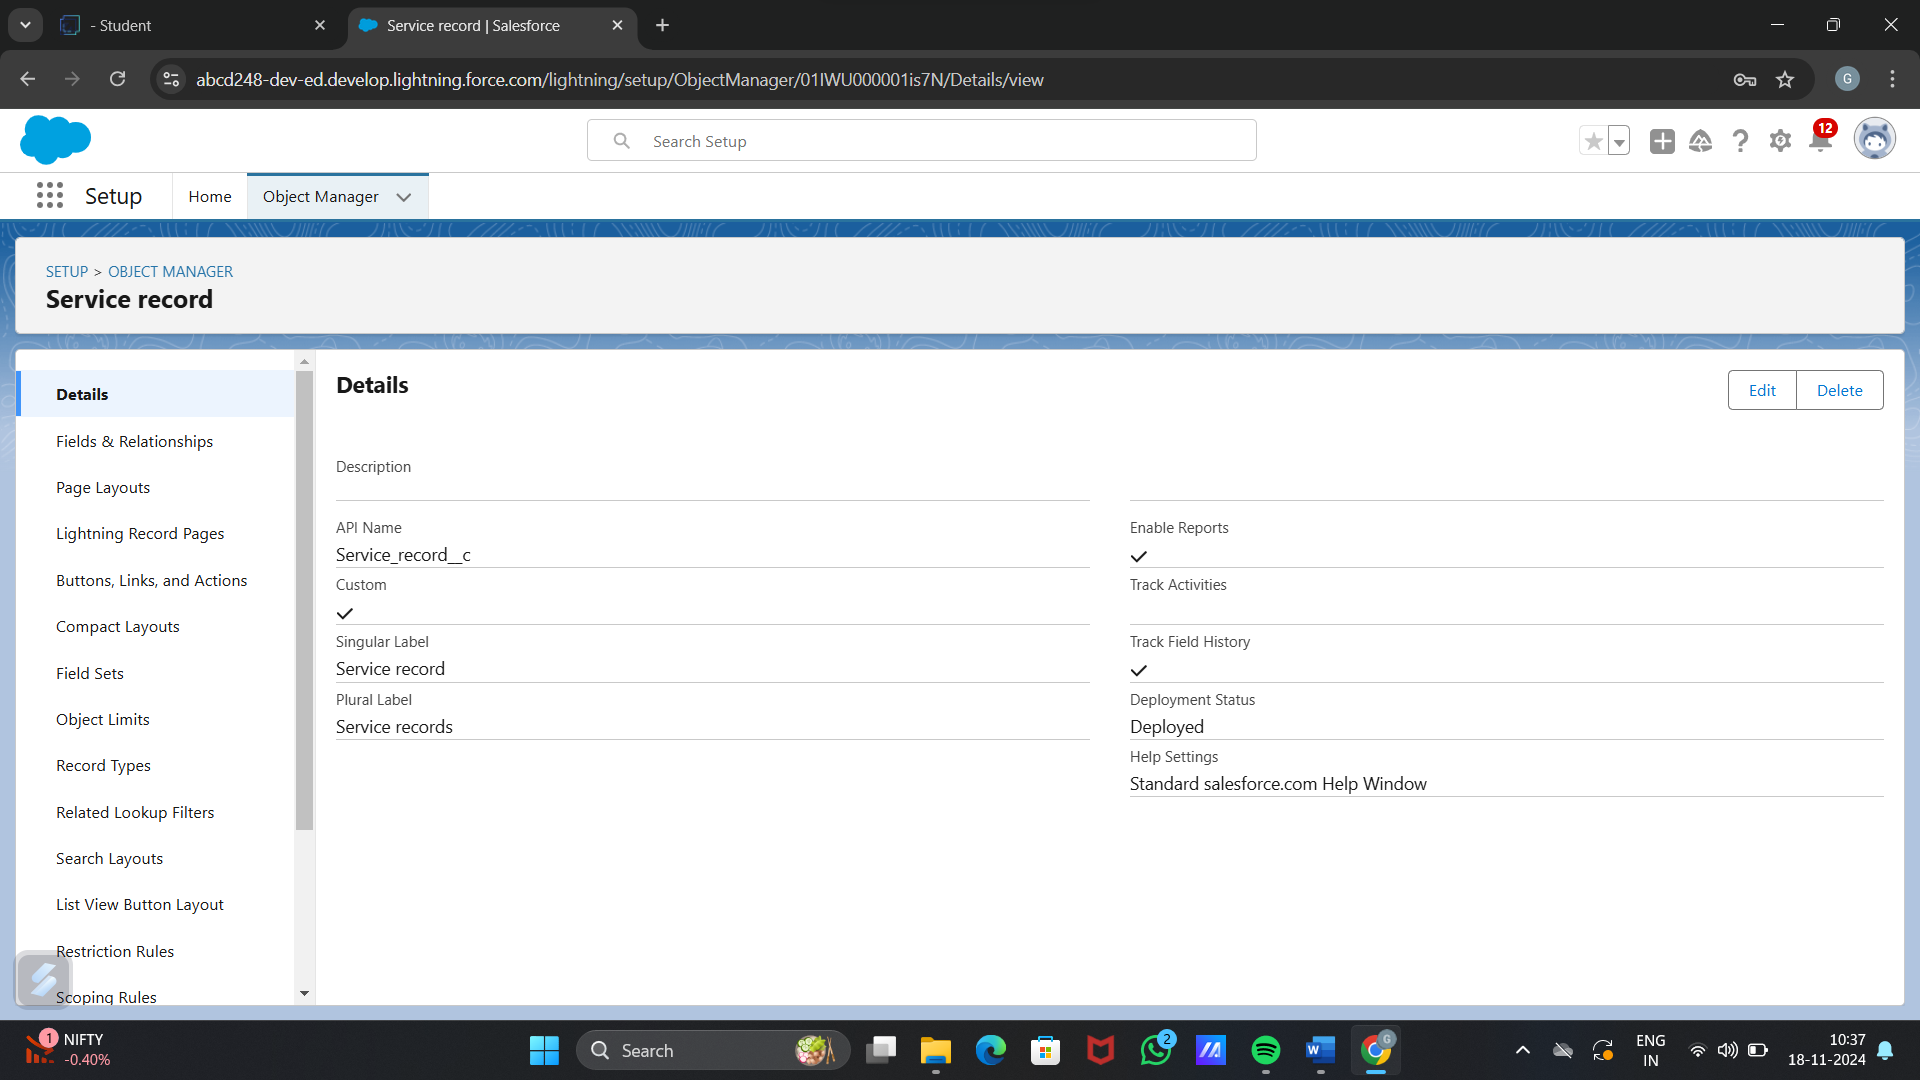 - Student
Service record | Salesforce
abcd248-dev-ed.develop.lightning.force.com/lightning/setup/ObjectManager/01IWU000001is7N/Details/view
G
Search Setup
12
Setup
Home
Object Manager
SETUP > OBJECT MANAGER
Service record
Details
Fields & Relationships
Page Layouts
Lightning Record Pages
Buttons, Links, and Actions
Compact Layouts
Field Sets
Object Limits
Record Types
Related Lookup Filters
Search Layouts
List View Button Layout
Restriction Rules
Scoping Rules
Details
Edit
Delete
Description
API Name
Service_record__c
Custom
Singular Label
Service record
Plural Label
Service records
Enable Reports
Track Activities
Track Field History
Deployment Status
Deployed
Help Settings
Standard salesforce.com Help Window
1
NIFTY
-0.40%
Search
2
W
G
ENG
IN
10:37
18-11-2024